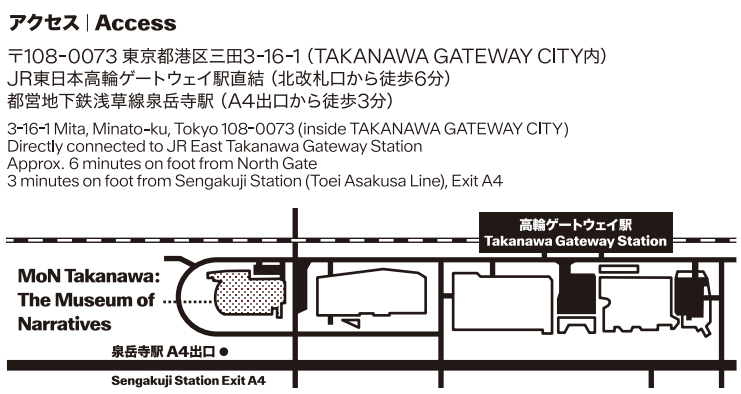 アクセス｜Access
〒108-0073 東京都港区三田3-16-1（TAKANAWA GATEWAY CITY内）
JR東日本高輪ゲートウェイ駅直結（北改札口から徒歩6分）
都営地下鉄浅草線泉岳寺駅（A4出口から徒歩3分）
3-16-1 Mita, Minato-ku, Tokyo 108-0073 (inside TAKANAWA GATEWAY CITY)
Directly connected to JR East Takanawa Gateway Station
Approx. 6 minutes on foot from North Gate
3 minutes on foot from Sengakuji Station (Toei Asakusa Line), Exit A4
高輪ゲートウェイ駅
Takanawa Gateway Station
MoN Takanawa:
The Museum of
Narratives
泉岳寺駅 A4出口
Sengakuji Station Exit A4